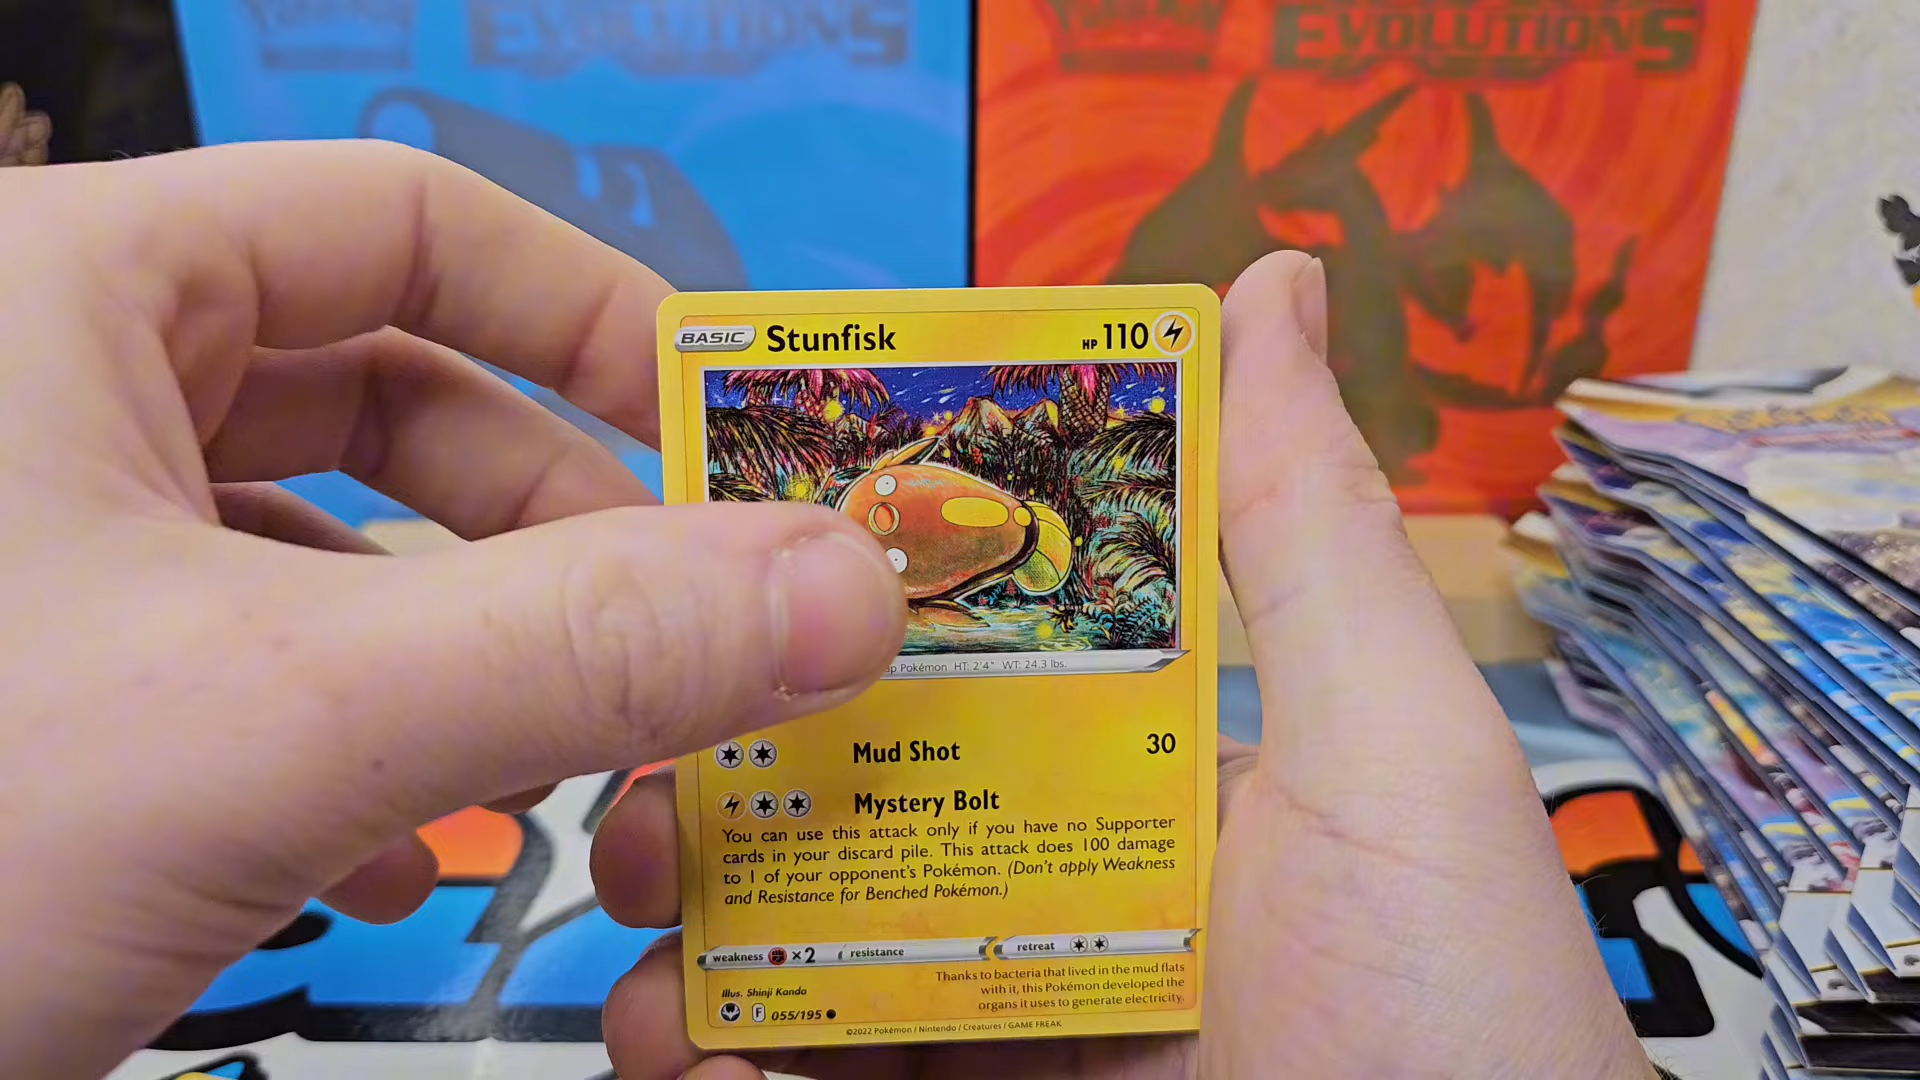 EVOLUTIONS
EVOLUTIONS
BASIC Stunfisk HP 110
ap Pokémon HT: 2'4" WT: 24.3 lbs.
Mud Shot 30
Mystery Bolt
You can use this attack only if you have no Supporter
cards in your discard pile. This attack does 100 damage
to 1 of your opponent's Pokémon. (Don't apply Weakness
and Resistance for Benched Pokémon.)
weakness ×2 resistance retreat
Thanks to bacteria that lived in the mud flats
with it, this Pokémon developed the
organs it uses to generate electricity.
Illus. Shinji Kanda
F 055/195
©2022 Pokémon / Nintendo / Creatures / GAME FREAK